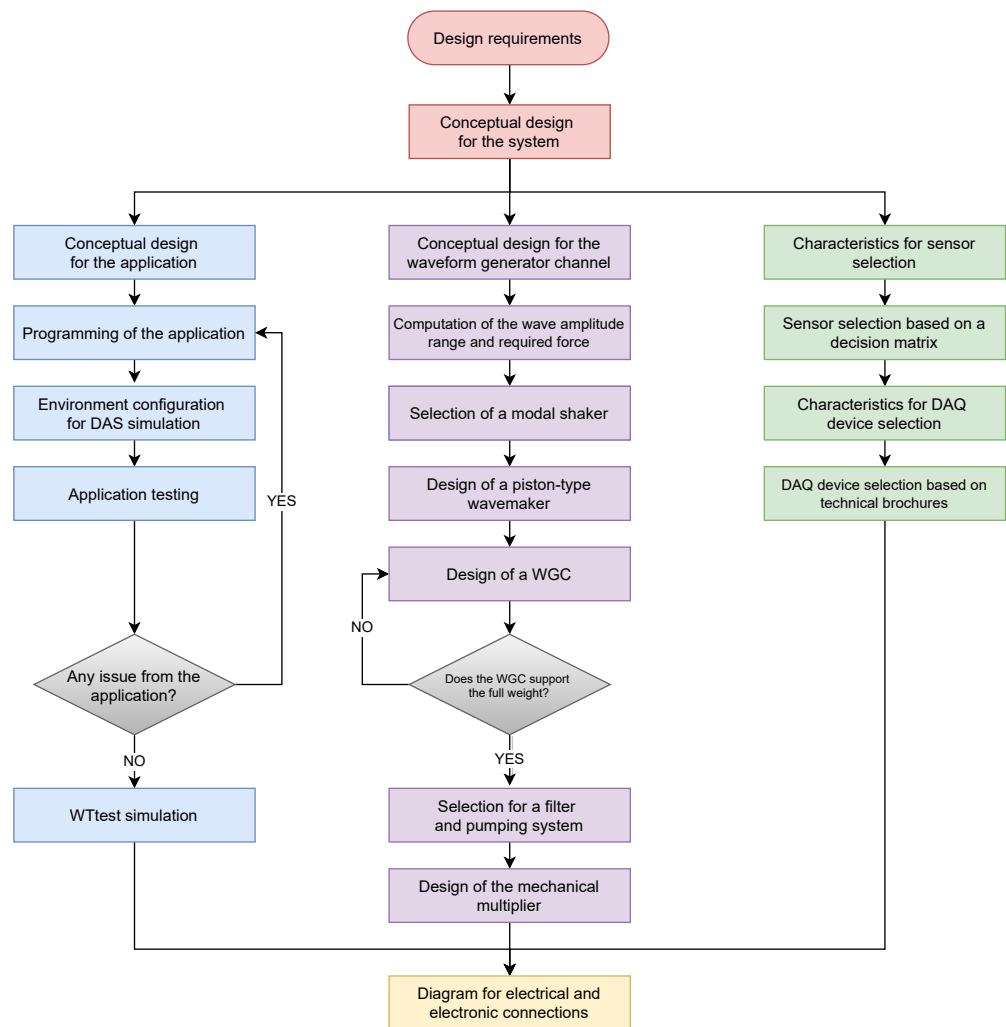 Design requirements
Conceptual design
for the system
Conceptual design
for the application
Programming of the application
Environment configuration
for DAS simulation
Application testing
YES
Any issue from the
application?
NO
WTtest simulation
Conceptual design for the
waveform generator channel
Computation of the wave amplitude
range and required force
Selection of a modal shaker
Design of a piston-type
wavemaker
Design of a WGC
NO
Does the WGC support
the full weight?
YES
Selection for a filter
and pumping system
Design of the mechanical
multiplier
Characteristics for sensor
selection
Sensor selection based on a
decision matrix
Characteristics for DAQ
device selection
DAQ device selection based on
technical brochures
Diagram for electrical and
electronic connections